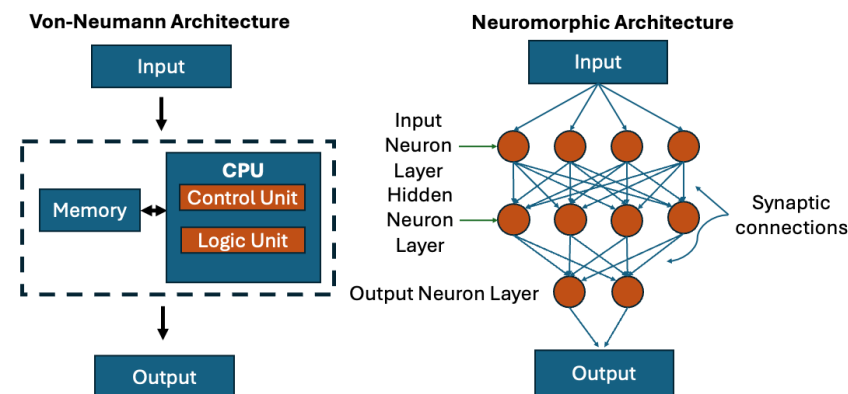 Von-Neumann Architecture
Input
Memory
CPU
Control Unit
Logic Unit
Output
Neuromorphic Architecture
Input
Input
Neuron
Layer
Hidden
Neuron
Layer
Synaptic
connections
Output Neuron Layer
Output